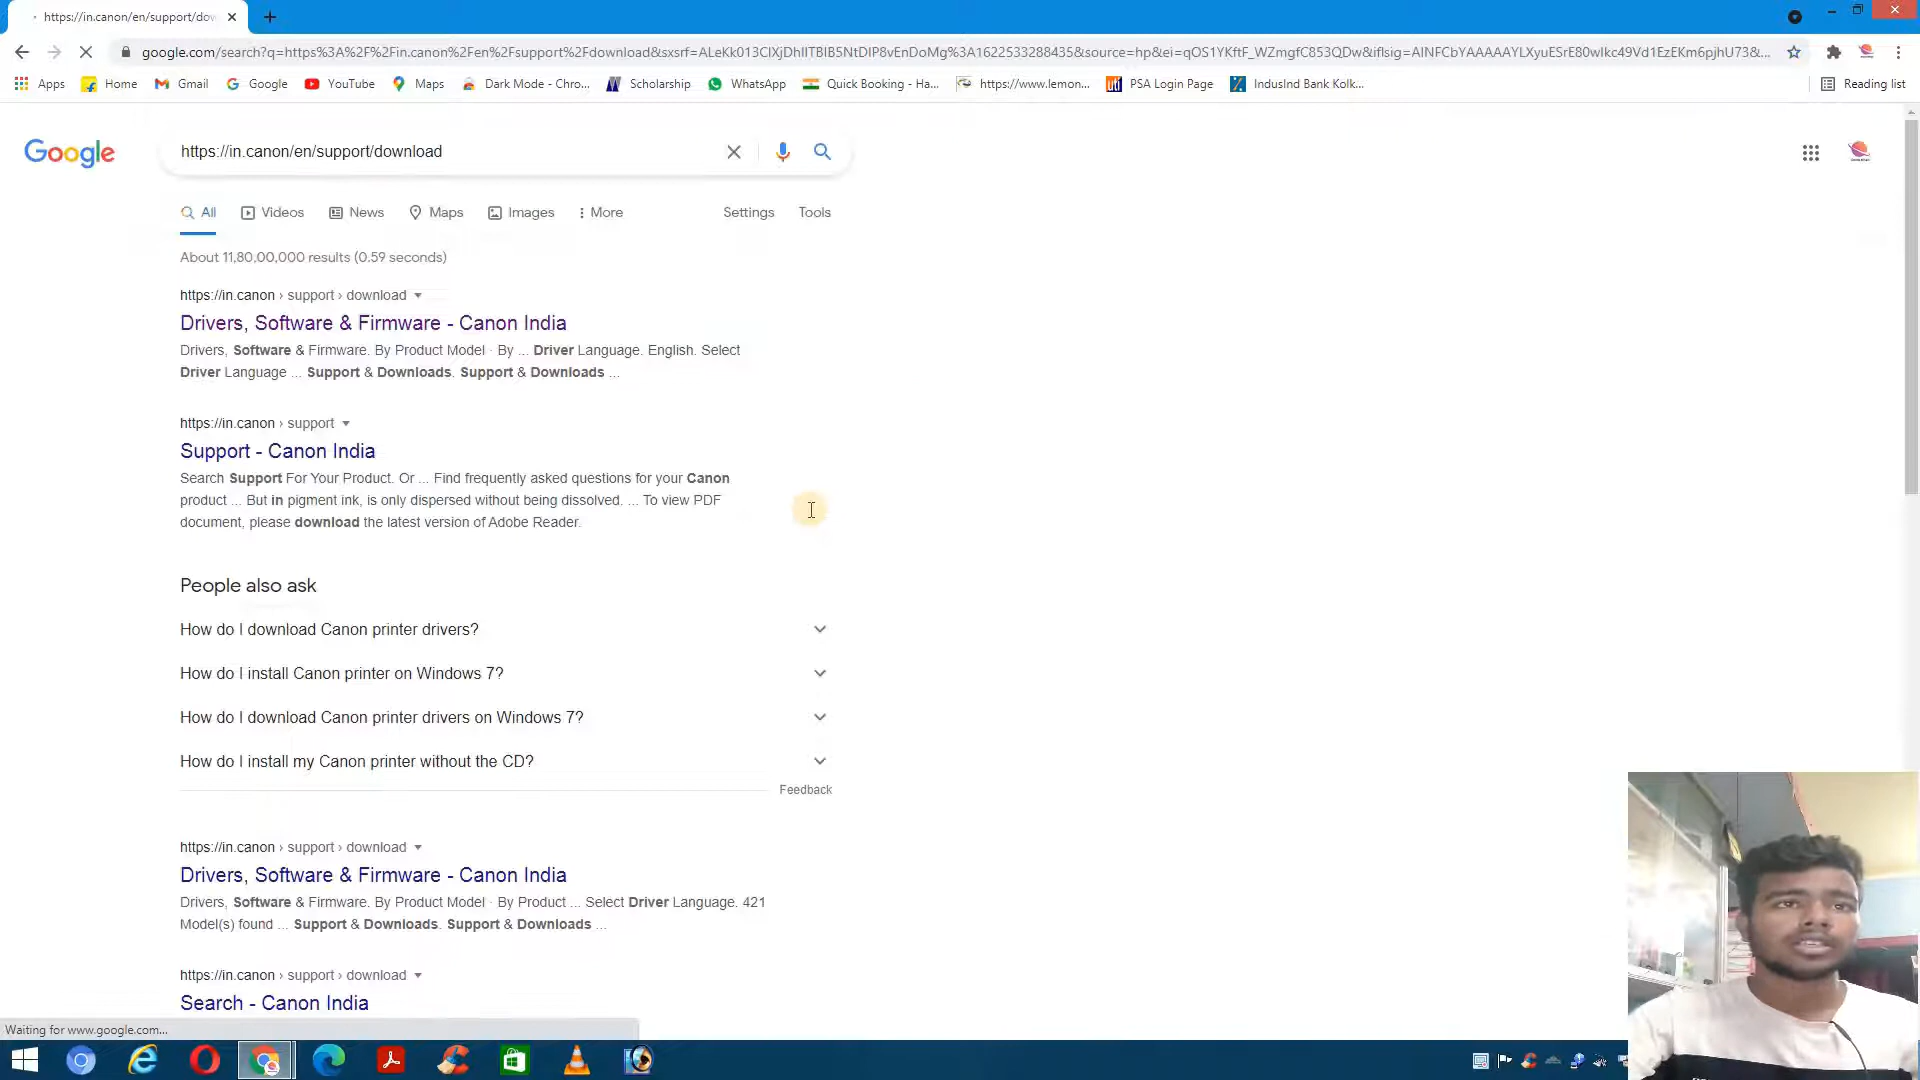 https://in.canon/en/support/dow
google.com/search?q=https%3A%2F%2Fin.canon%2Fen%2Fsupport%2Fdownload&sxsrf=ALeKk013ClXjDhlITBIB5NtDIP8vEnDoMg%3A1622533288435&source=hp&ei=qOS1YKftF_WZmgfC853QDw&iflsig=AINFCbYAAAAAYLXyuESrE80wlkc49Vd1EzEKm6pjhU73&...
Apps Home Gmail Google YouTube Maps Dark Mode - Chro... Scholarship WhatsApp Quick Booking - Ha... https://www.lemon... PSA Login Page IndusInd Bank Kolk... Reading list
Google https://in.canon/en/support/download
All Videos News Maps Images More Settings Tools
About 11,80,00,000 results (0.59 seconds)
https://in.canon › support › download
Drivers, Software & Firmware - Canon India
Drivers, Software & Firmware. By Product Model · By ... Driver Language. English. Select
Driver Language ... Support & Downloads. Support & Downloads ...
https://in.canon › support
Support - Canon India
Search Support For Your Product. Or ... Find frequently asked questions for your Canon
product ... But in pigment ink, is only dispersed without being dissolved. ... To view PDF
document, please download the latest version of Adobe Reader.
People also ask
How do I download Canon printer drivers?
How do I install Canon printer on Windows 7?
How do I download Canon printer drivers on Windows 7?
How do I install my Canon printer without the CD?
Feedback
https://in.canon › support › download
Drivers, Software & Firmware - Canon India
Drivers, Software & Firmware. By Product Model · By Product ... Select Driver Language. 421
Model(s) found ... Support & Downloads. Support & Downloads ...
https://in.canon › support › download
Search - Canon India
Waiting for www.google.com...